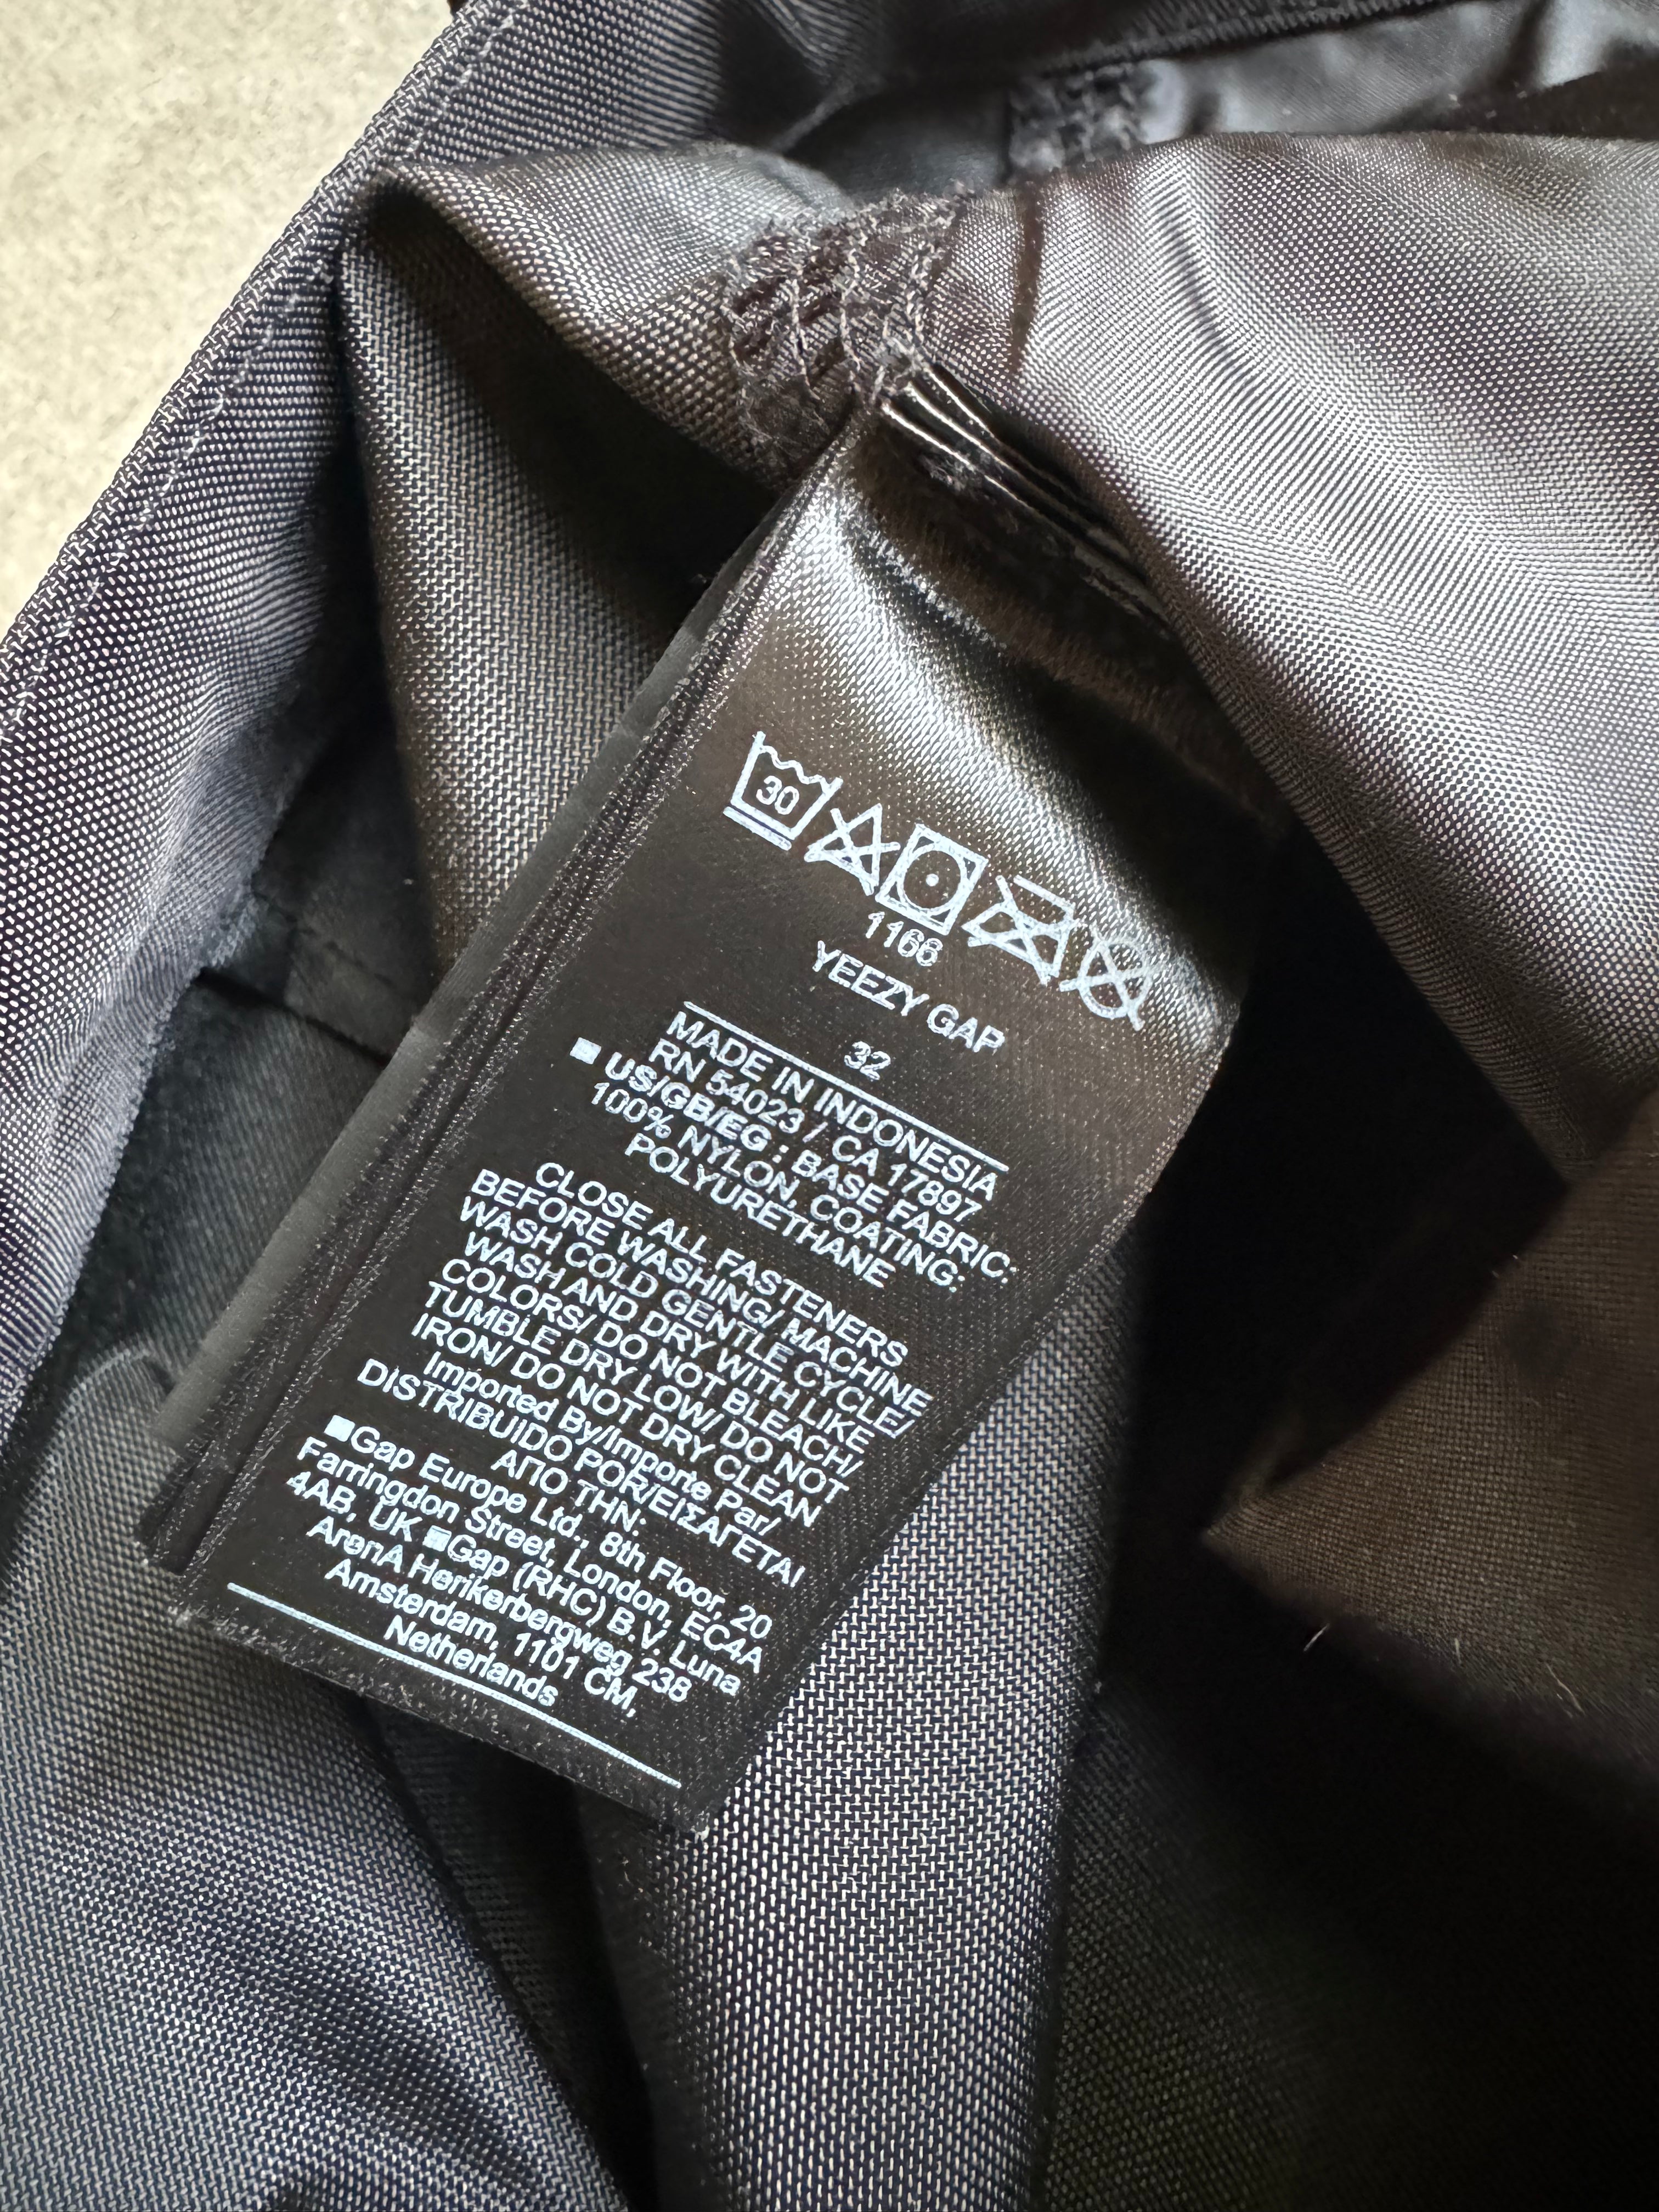 30
1166
YEEZY GAP
32
MADE IN INDONESIA
RN 54023 / CA 17897
■ US/GB/EG : BASE FABRIC:
100% NYLON, COATING:
POLYURETHANE
CLOSE ALL FASTENERS
BEFORE WASHING/ MACHINE
WASH COLD GENTLE CYCLE/
WASH AND DRY WITH LIKE
COLORS/ DO NOT BLEACH/
TUMBLE DRY LOW/ DO NOT
IRON/ DO NOT DRY CLEAN
Imported By/Importe Par/
DISTRIBUIDO POR/ΕΙΣΑΓΕΤΑΙ
ΑΠΟ ΤΗΝ:
■Gap Europe Ltd., 8th Floor, 20
Farringdon Street, London, EC4A
4AB, UK ■Gap (RHC) B.V, Luna
ArenA Herikerbergweg 238
Amsterdam, 1101 CM,
Netherlands